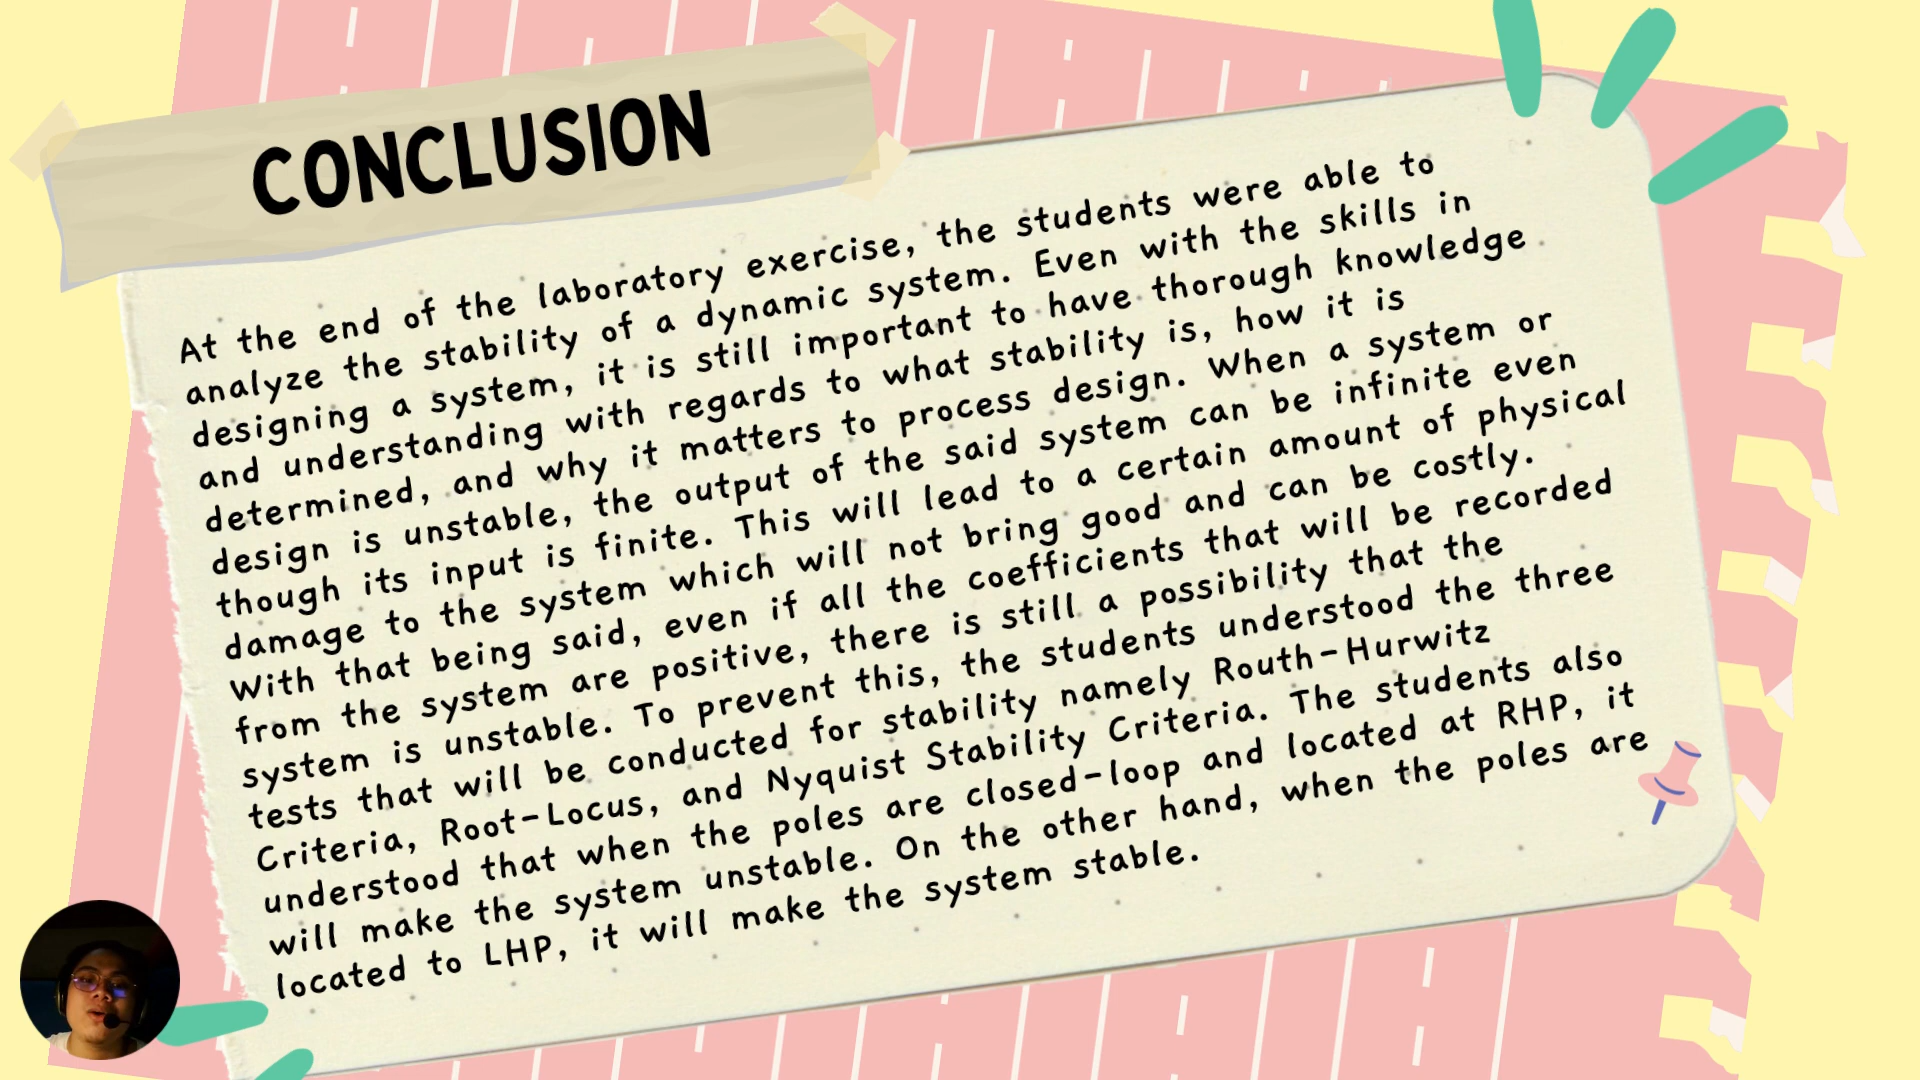 CONCLUSION
At the end of the laboratory exercise, the students were able to
analyze the stability of a dynamic system. Even with the skills in
designing a system, it is still important to have thorough knowledge
and understanding with regards to what stability is, how it is
determined, and why it matters to process design. When a system or
design is unstable, the output of the said system can be infinite even
though its input is finite. This will lead to a certain amount of physical
damage to the system which will not bring good and can be costly.
With that being said, even if all the coefficients that will be recorded
from the system are positive, there is still a possibility that the
system is unstable. To prevent this, the students understood the three
tests that will be conducted for stability namely Routh-Hurwitz
Criteria, Root-Locus, and Nyquist Stability Criteria. The students also
understood that when the poles are closed-loop and located at RHP, it
will make the system unstable. On the other hand, when the poles are
located to LHP, it will make the system stable.